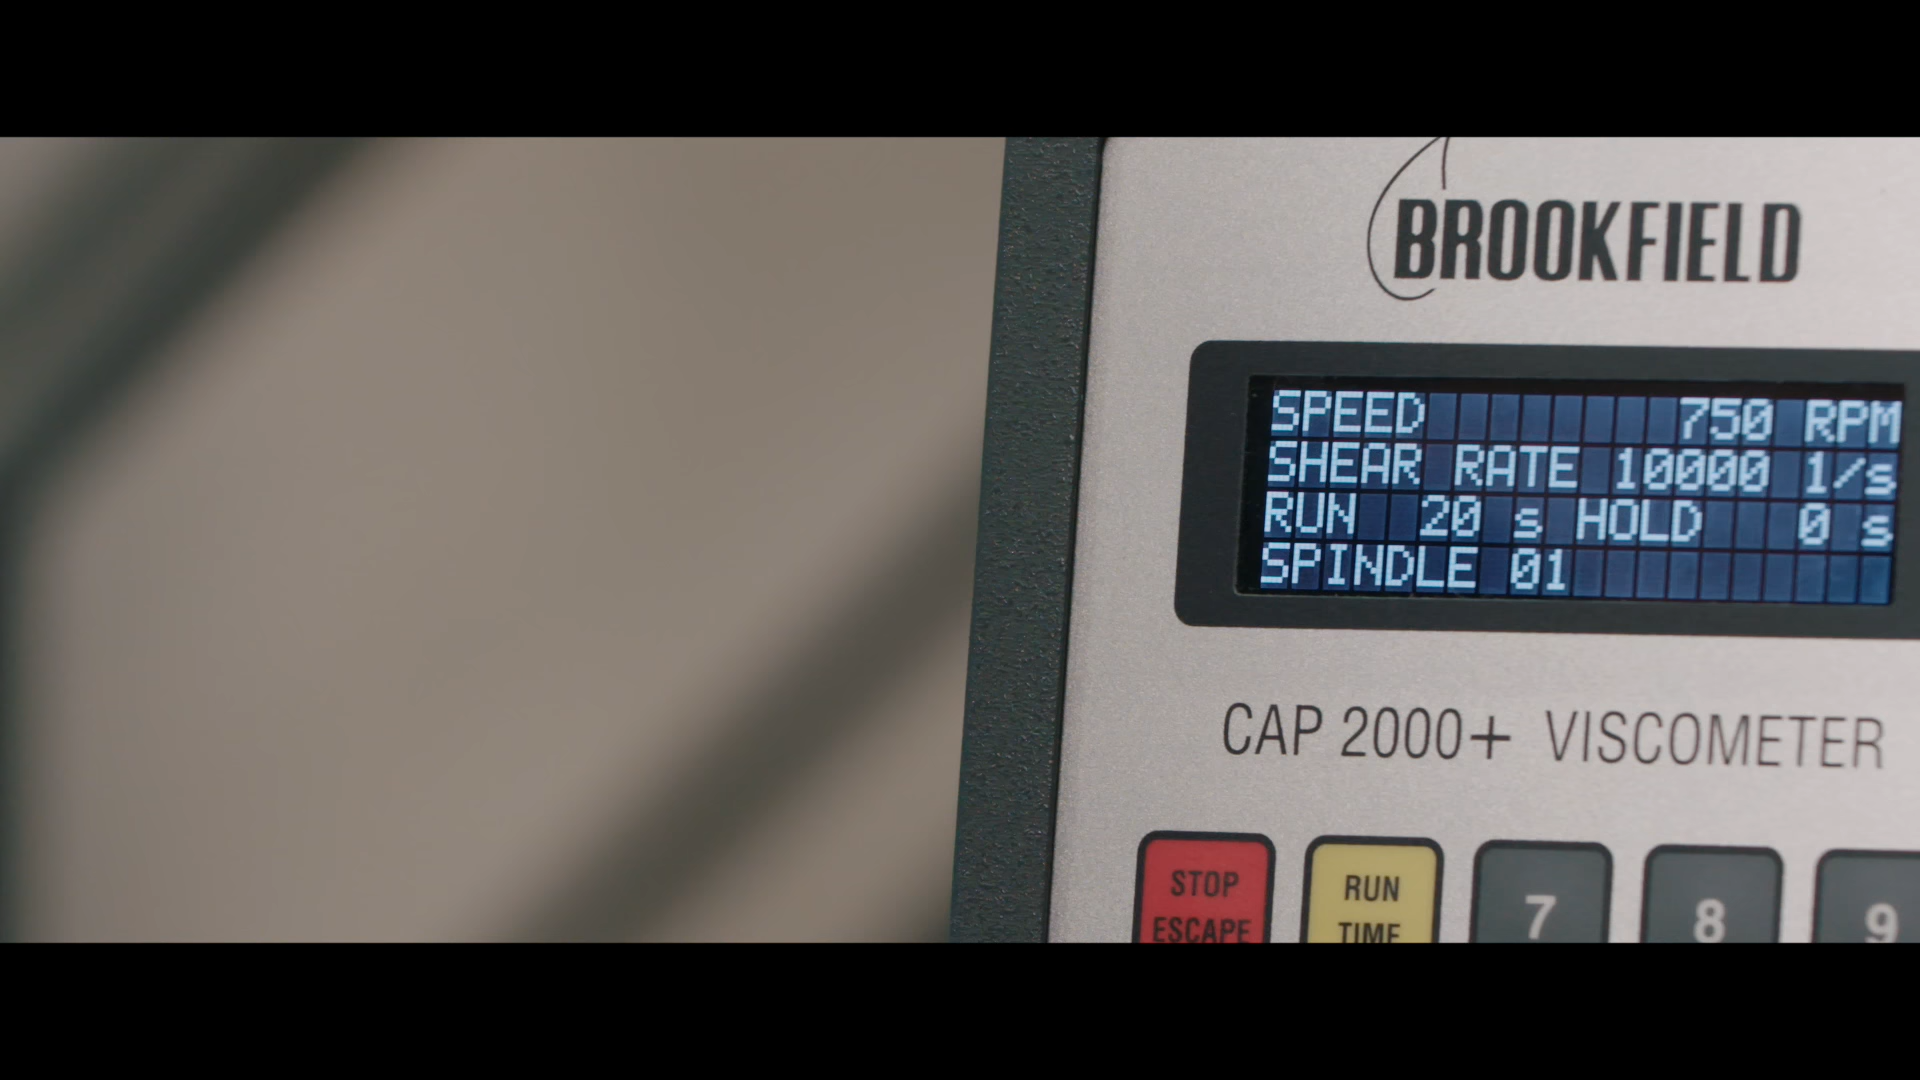 BROOKFIELD
SPEED 750 RPM
SHEAR RATE 10000 1/s
RUN 20 s HOLD 0 s
SPINDLE 01
CAP 2000+ VISCOMETER
STOP RUN 7 8 9
ESCAPE TIME